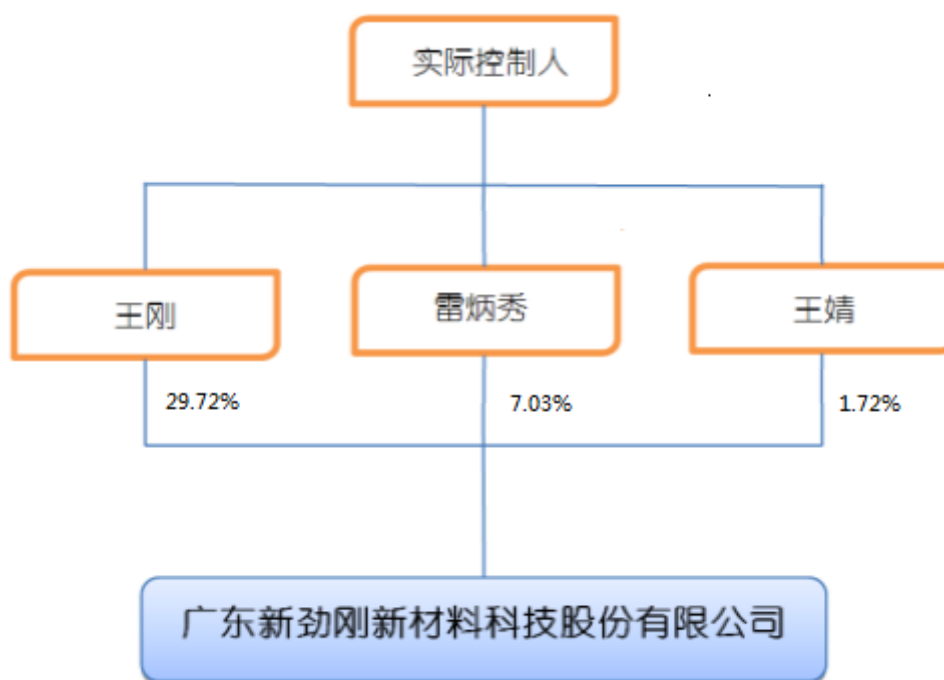 实际控制人
王刚
雷炳秀
王婧
29.72%
7.03%
1.72%
广东新劲刚新材料科技股份有限公司